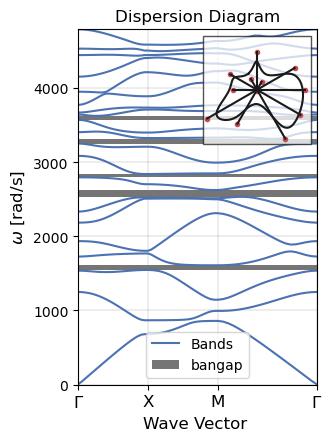 Dispersion Diagram
4000
3000
2000
1000
0
ω [rad/s]
Bands
bangap
Γ X M Γ
Wave Vector